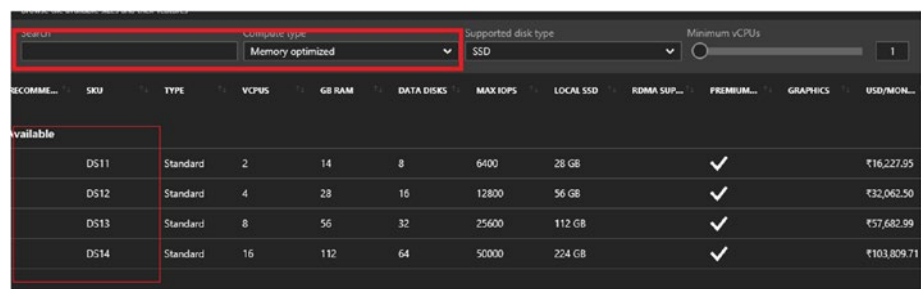 Search Compute type Supported disk type Minimum vCPUs
Memory optimized SSD 1
RECOMME... SKU TYPE VCPUS GB RAM DATA DISKS MAX IOPS LOCAL SSD RDMA SUP... PREMIUM... GRAPHICS USD/MON...
Available
DS11 Standard 2 14 8 6400 28 GB ✓ ₹16,227.95
DS12 Standard 4 28 16 12800 56 GB ✓ ₹32,062.50
DS13 Standard 8 56 32 25600 112 GB ✓ ₹57,682.99
DS14 Standard 16 112 64 50000 224 GB ✓ ₹103,809.71